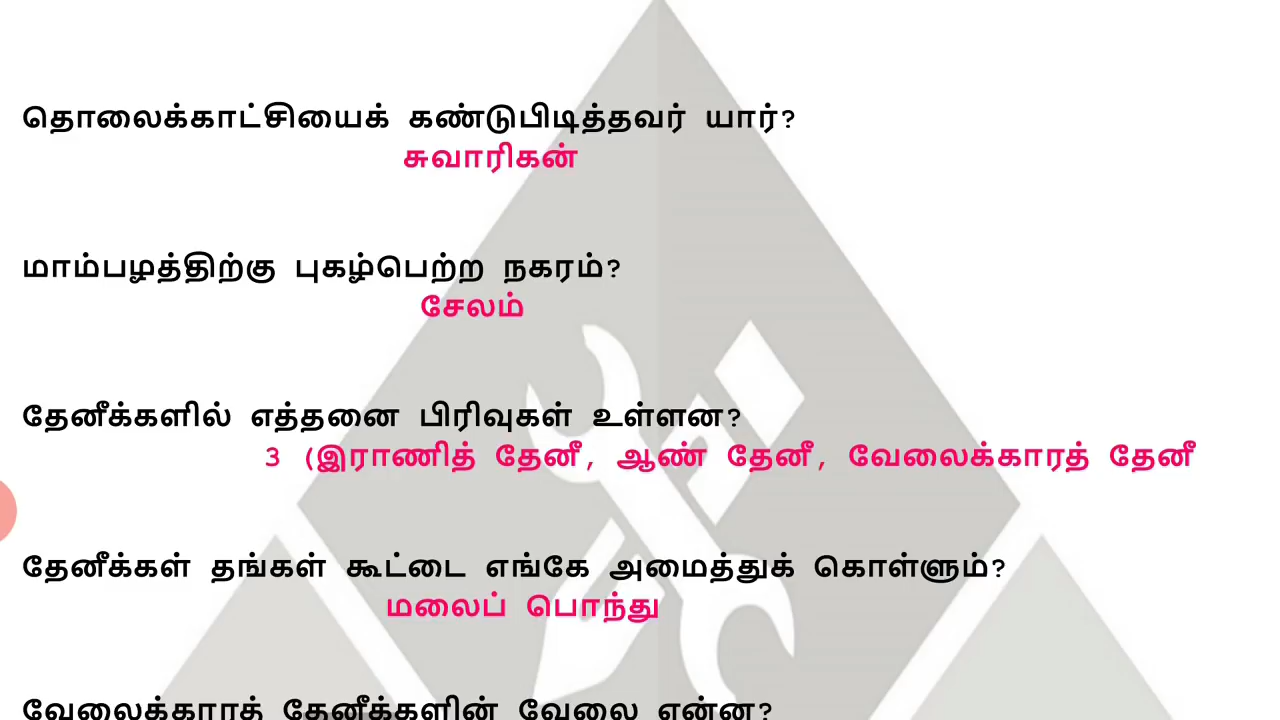 தொலைக்காட்சியைக் கண்டுபிடித்தவர் யார்?
சுவாரிகன்
மாம்பழத்திற்கு புகழ்பெற்ற நகரம்?
சேலம்
தேனீக்களில் எத்தனை பிரிவுகள் உள்ளன?
3 (இராணித் தேனீ, ஆண் தேனீ, வேலைக்காரத் தேனீ
தேனீக்கள் தங்கள் கூட்டை எங்கே அமைத்துக் கொள்ளும்?
மலைப் பொந்து
வேலைக்காரத் தேனீக்களின் வேலை என்ன?